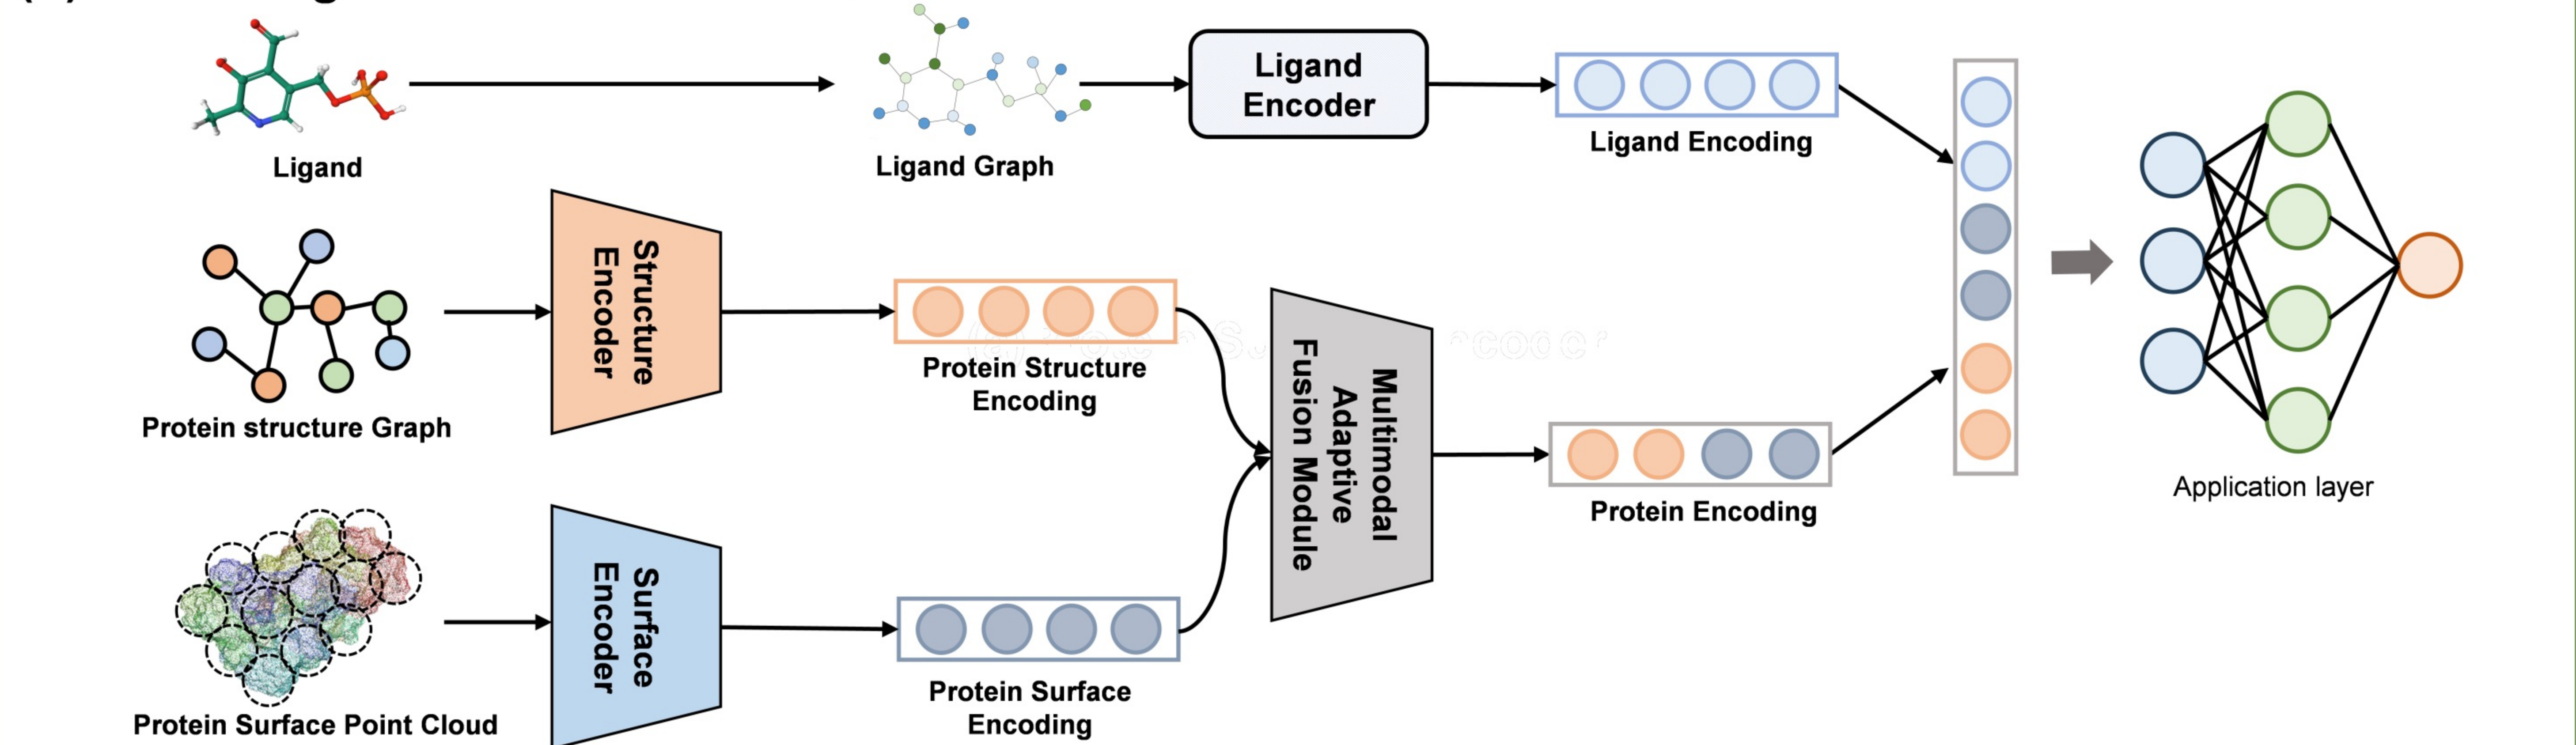 Ligand
Ligand Graph
Ligand
Encoder
Ligand Encoding
Protein structure Graph
Structure
Encoder
Protein Structure
Encoding
Multimodal
Adaptive
Fusion Module
Protein Encoding
Application layer
Protein Surface Point Cloud
Surface
Encoder
Protein Surface
Encoding